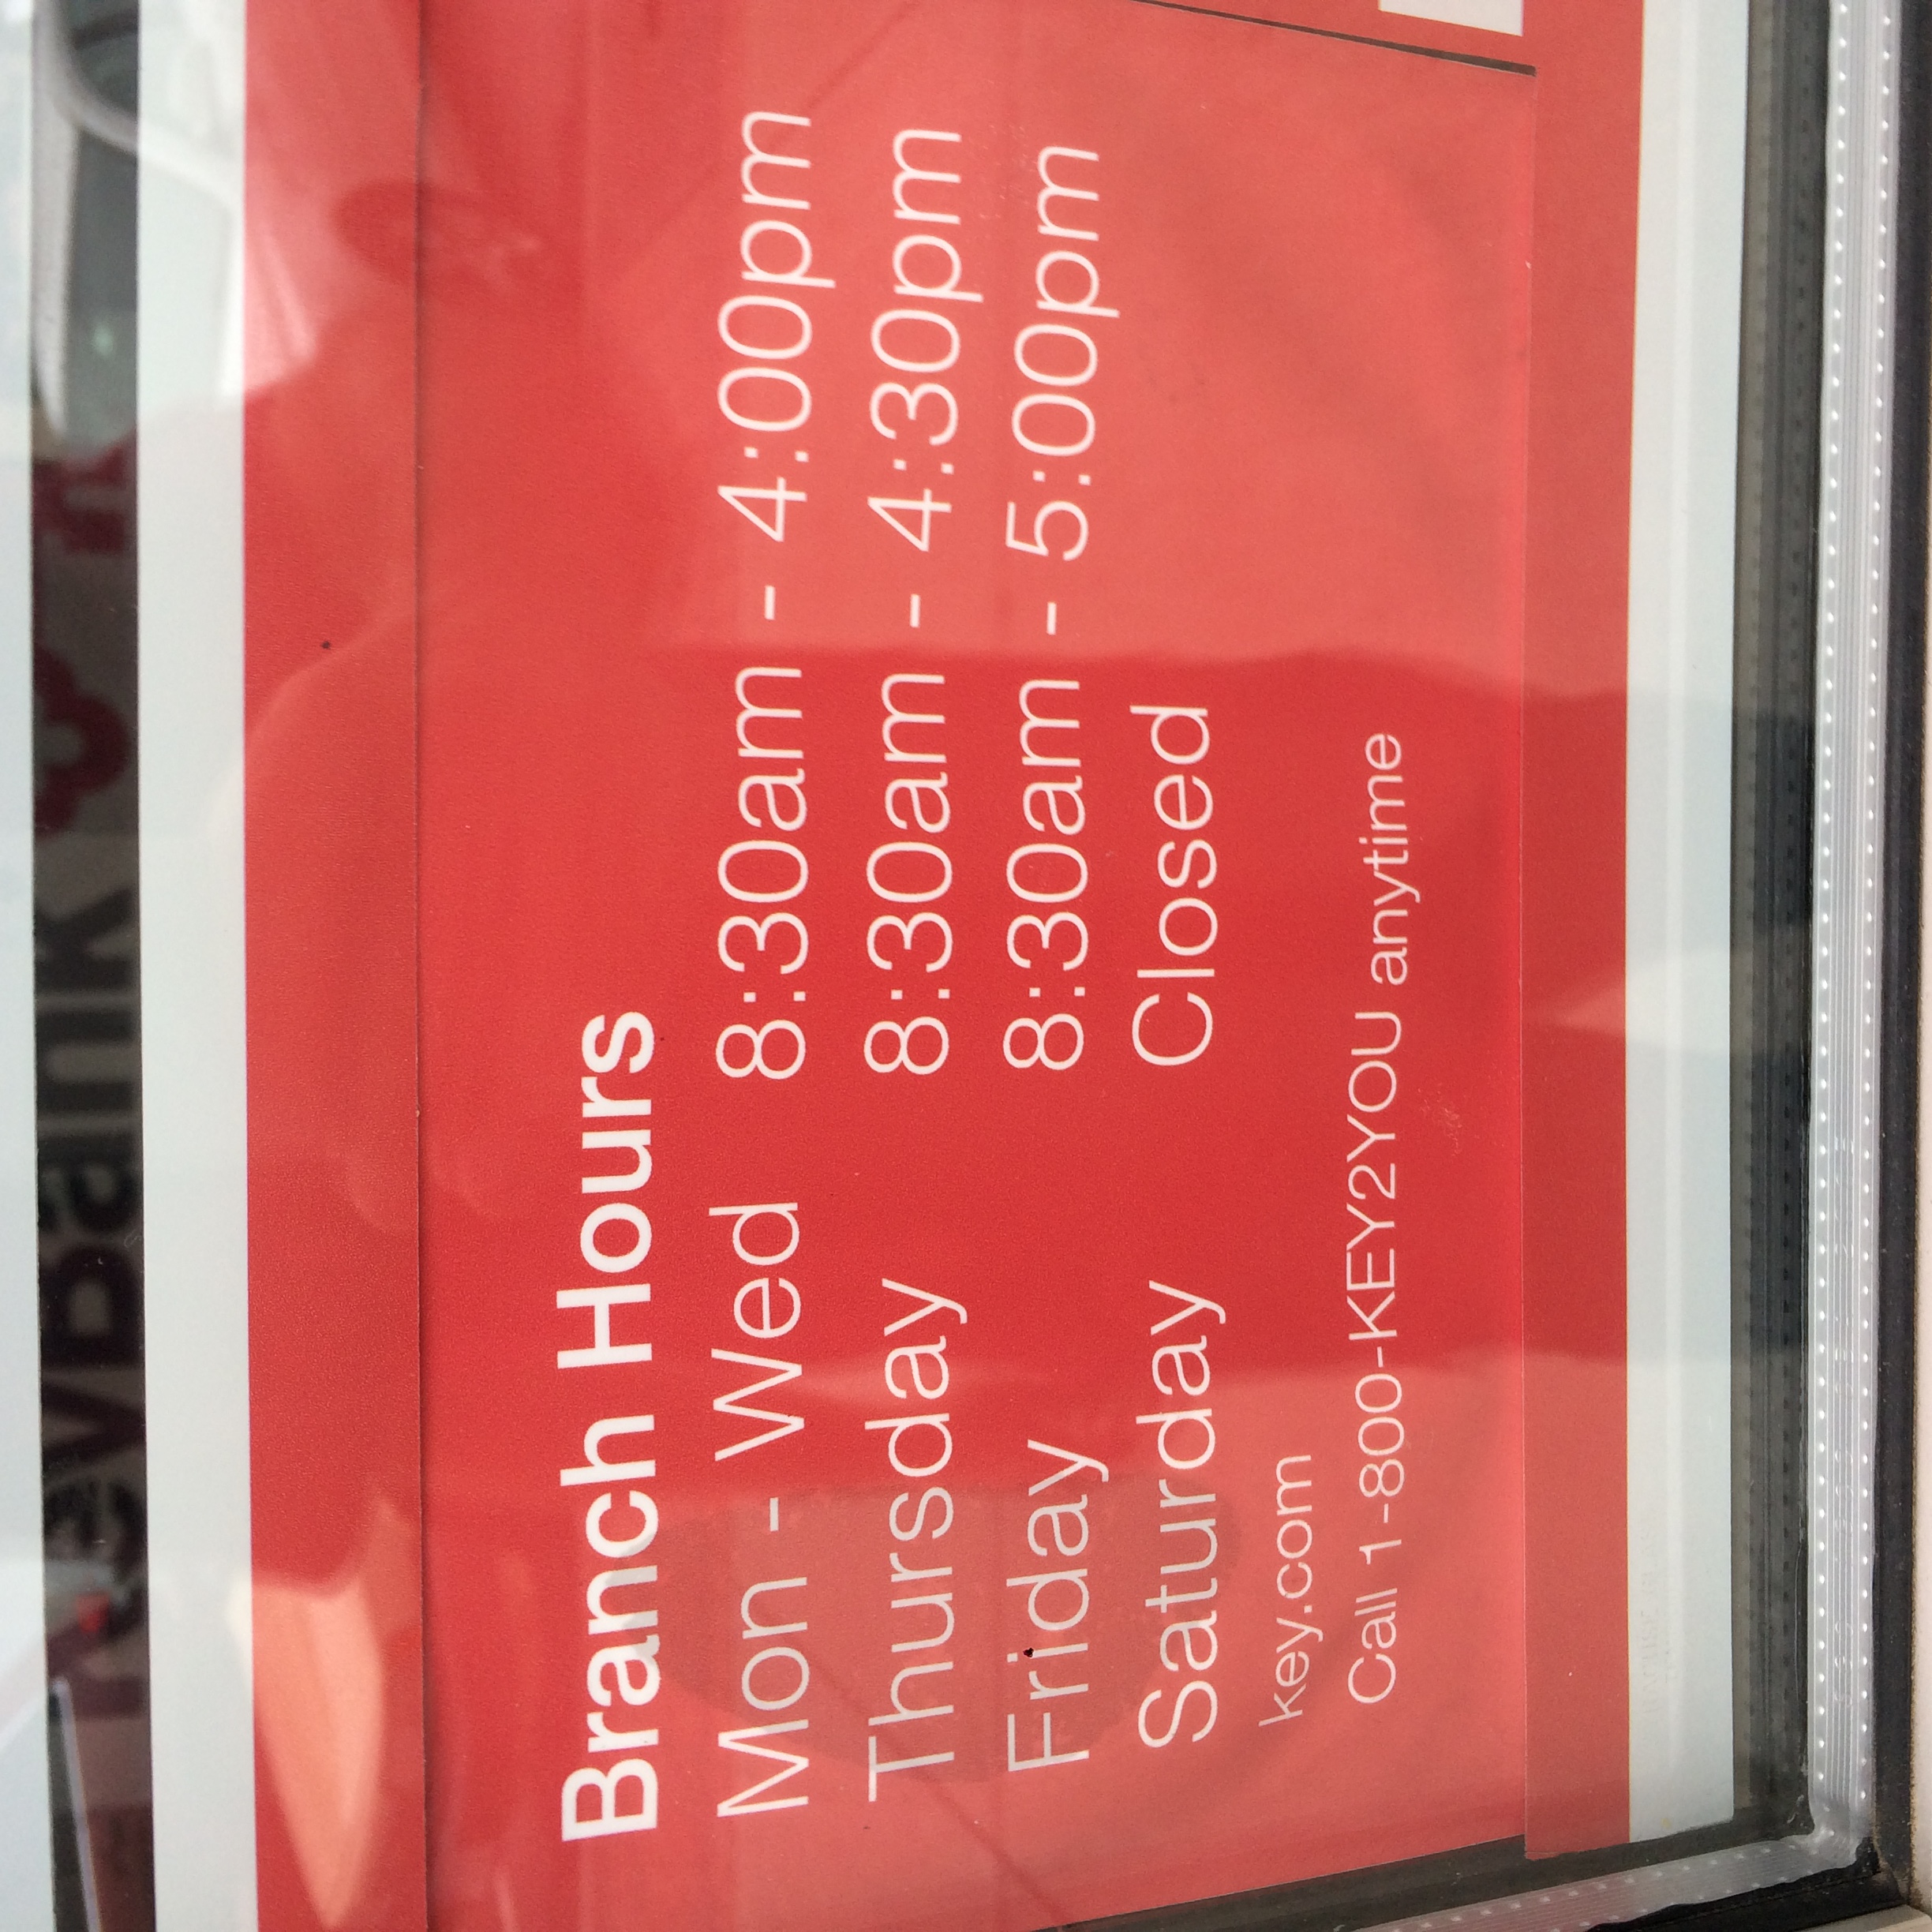 Branch Hours
Mon - Wed 8:30am - 4:00pm
Thursday 8:30am - 4:30pm
Friday 8:30am - 5:00pm
Saturday Closed
key.com
Call 1-800-KEY2YOU anytime